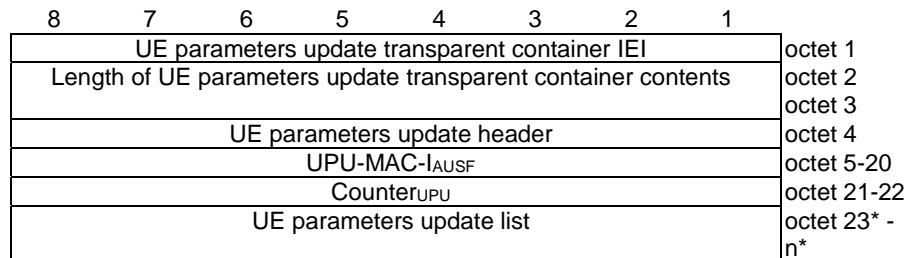 8 7 6 5 4 3 2 1
UE parameters update transparent container IEI octet 1
Length of UE parameters update transparent container contents octet 2
octet 3
UE parameters update header octet 4
UPU-MAC-IAUSF octet 5-20
CounterUPU octet 21-22
UE parameters update list octet 23* -
n*